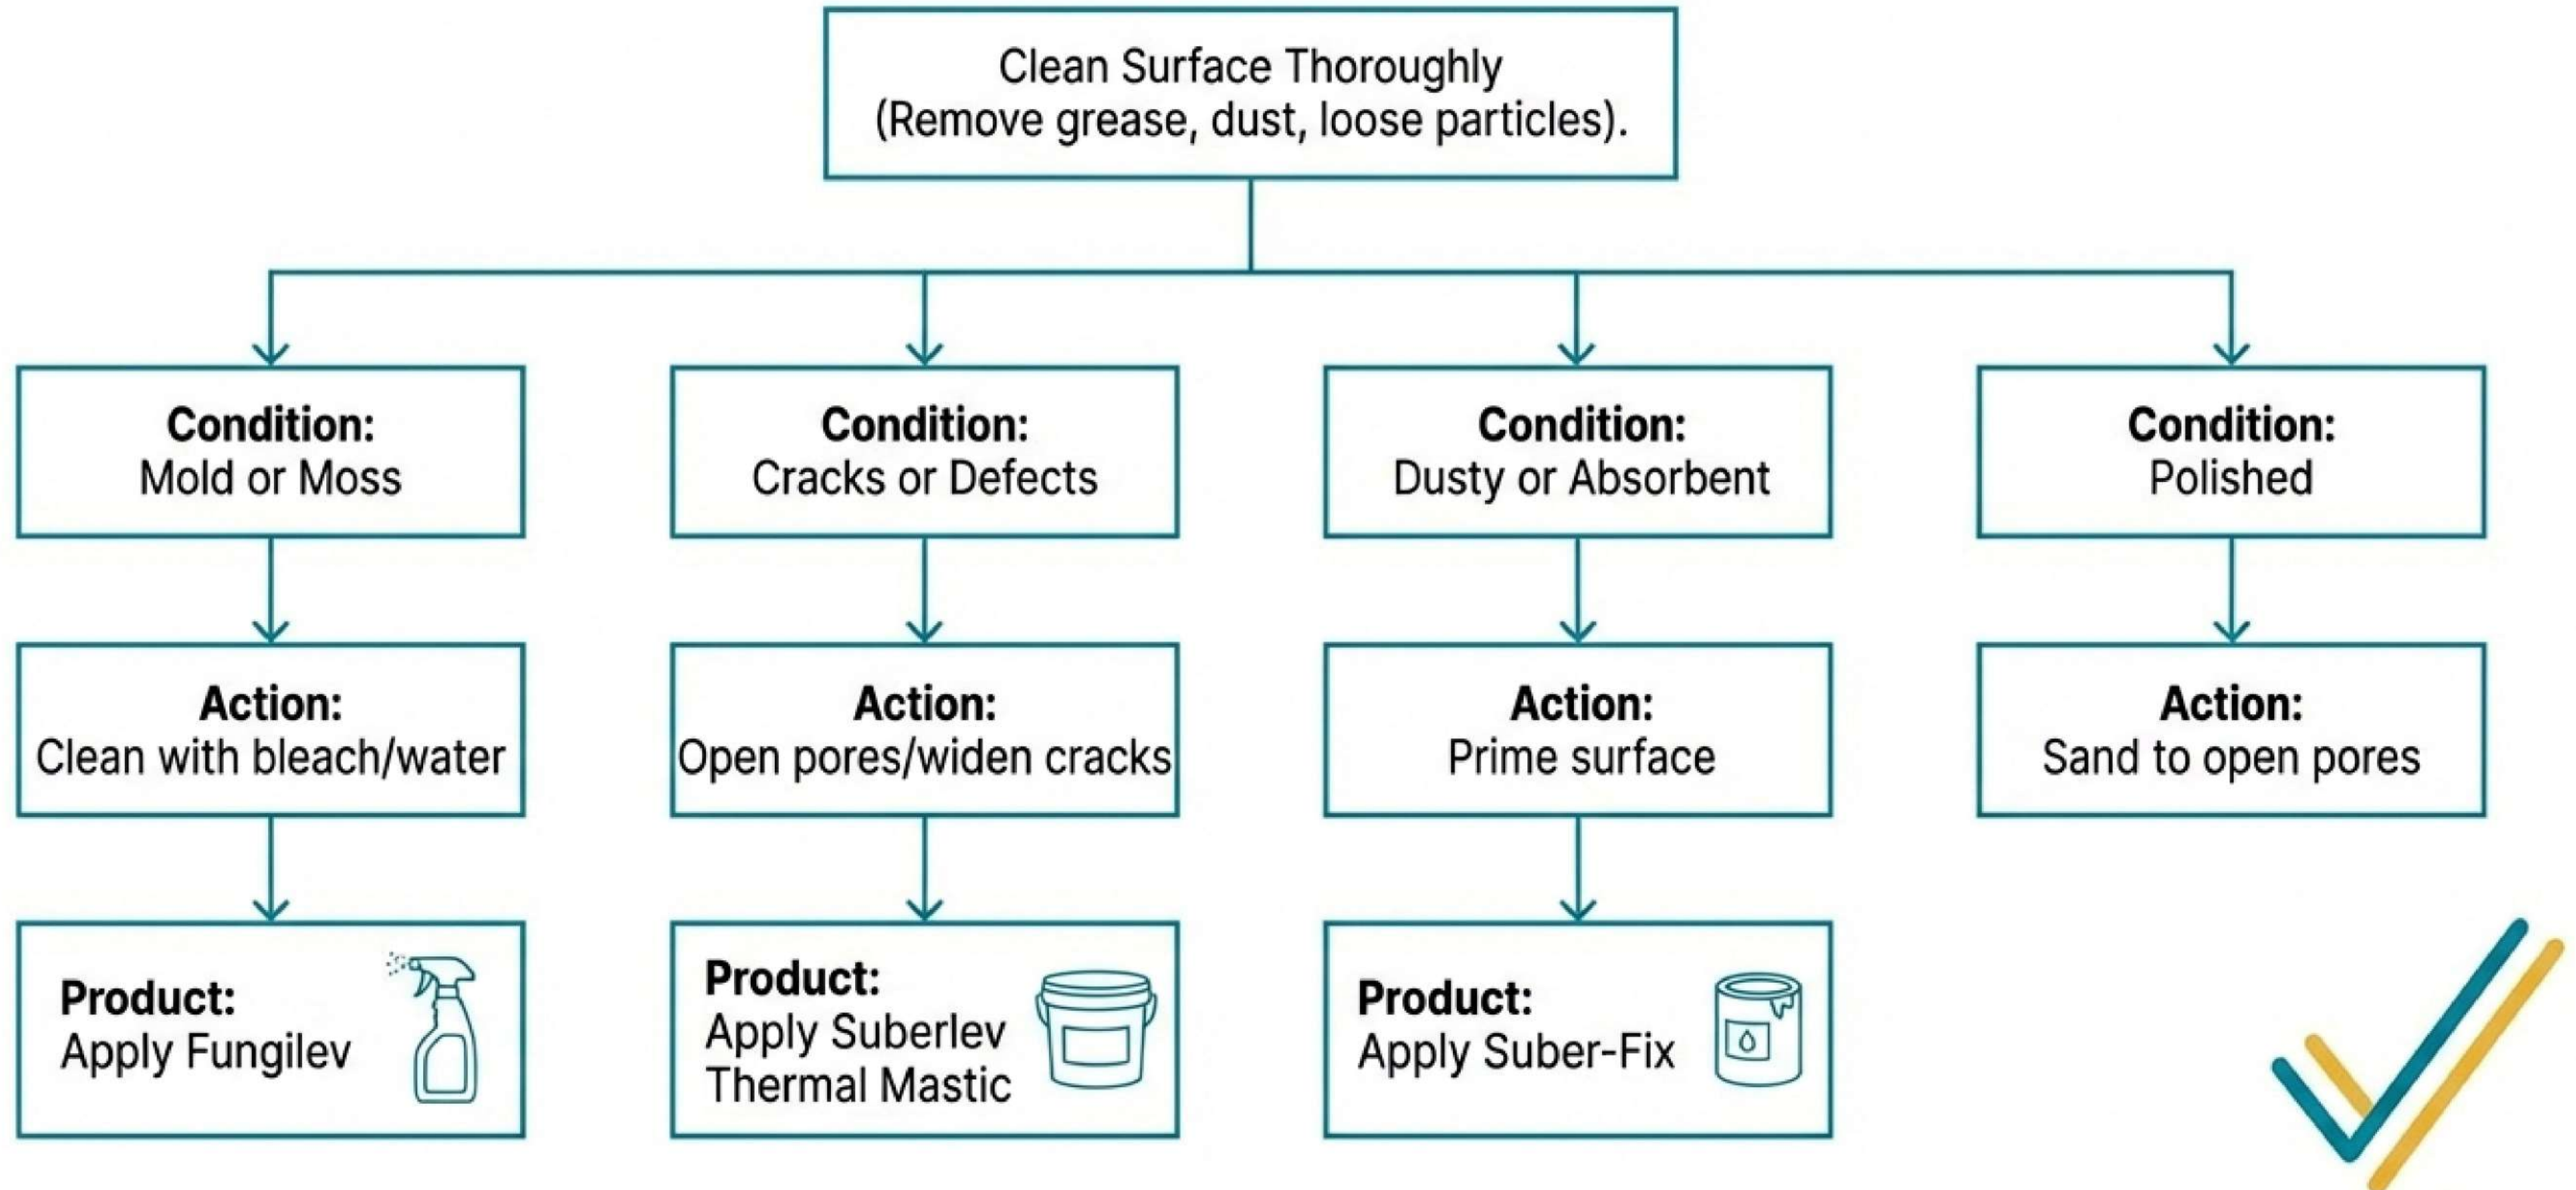 Clean Surface Thoroughly
(Remove grease, dust, loose particles).
Condition:
Mold or Moss
Condition:
Cracks or Defects
Condition:
Dusty or Absorbent
Condition:
Polished
Action:
Clean with bleach/water
Action:
Open pores/widen cracks
Action:
Prime surface
Action:
Sand to open pores
Product:
Apply Fungilev
Product:
Apply Suberlev
Thermal Mastic
Product:
Apply Suber-Fix